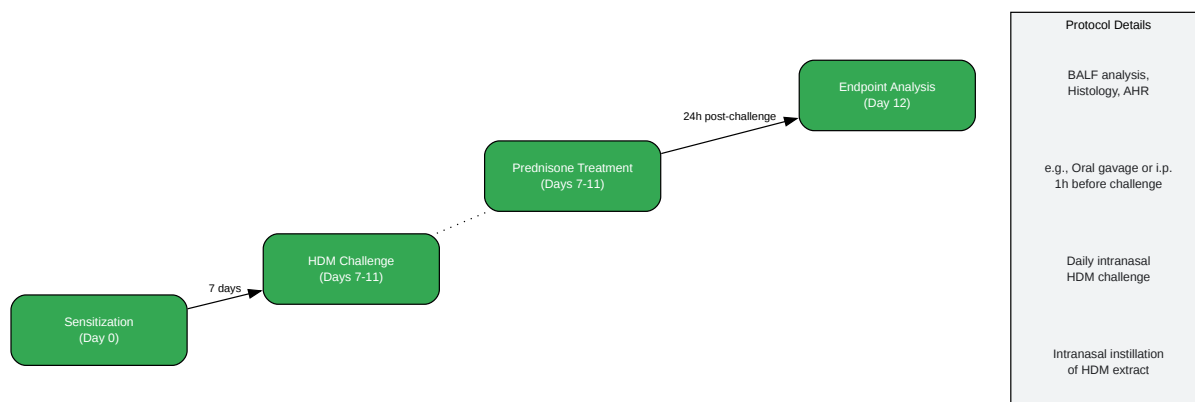 Protocol Details
BALF analysis,
Histology, AHR
Endpoint Analysis
(Day 12)
24h post-challenge
Prednisone Treatment
(Days 7-11)
e.g., Oral gavage or i.p.
1h before challenge
HDM Challenge
(Days 7-11)
Daily intranasal
HDM challenge
7 days
Sensitization
(Day 0)
Intranasal instillation
of HDM extract